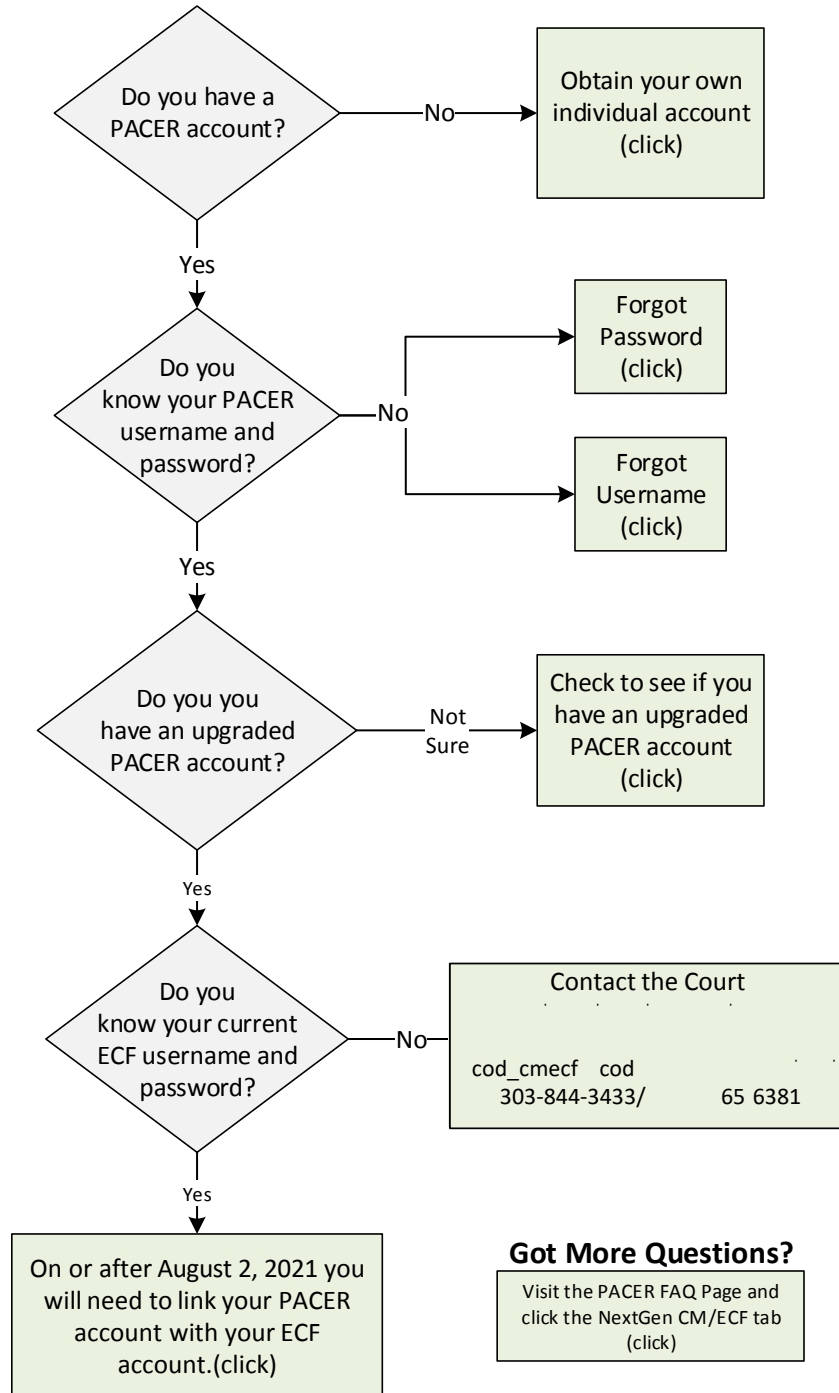 Do you have a
PACER account?
No
Obtain your own
individual account
(click)
Yes
Do you
know your PACER
username and
password?
No
Forgot
Password
(click)
Forgot
Username
(click)
Yes
Do you you
have an upgraded
PACER account?
Not
Sure
Check to see if you
have an upgraded
PACER account
(click)
Yes
Do you
know your current
ECF username and
password?
No
Contact the Court
cod_cmecf cod
303-844-3433/ 65 6381
Yes
On or after August 2, 2021 you
will need to link your PACER
account with your ECF
account.(click)
Got More Questions?
Visit the PACER FAQ Page and
click the NextGen CM/ECF tab
(click)